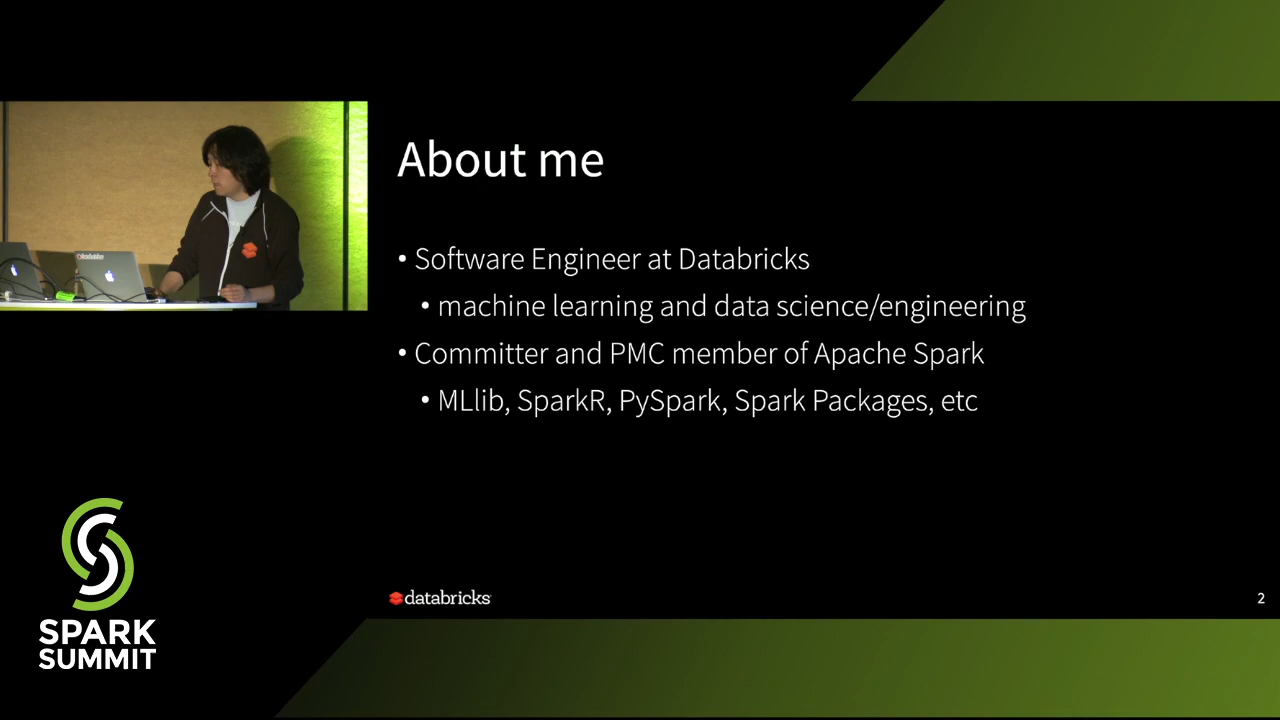 About me
• Software Engineer at Databricks
• machine learning and data science/engineering
• Committer and PMC member of Apache Spark
• MLlib, SparkR, PySpark, Spark Packages, etc
databricks
2
SPARK
SUMMIT